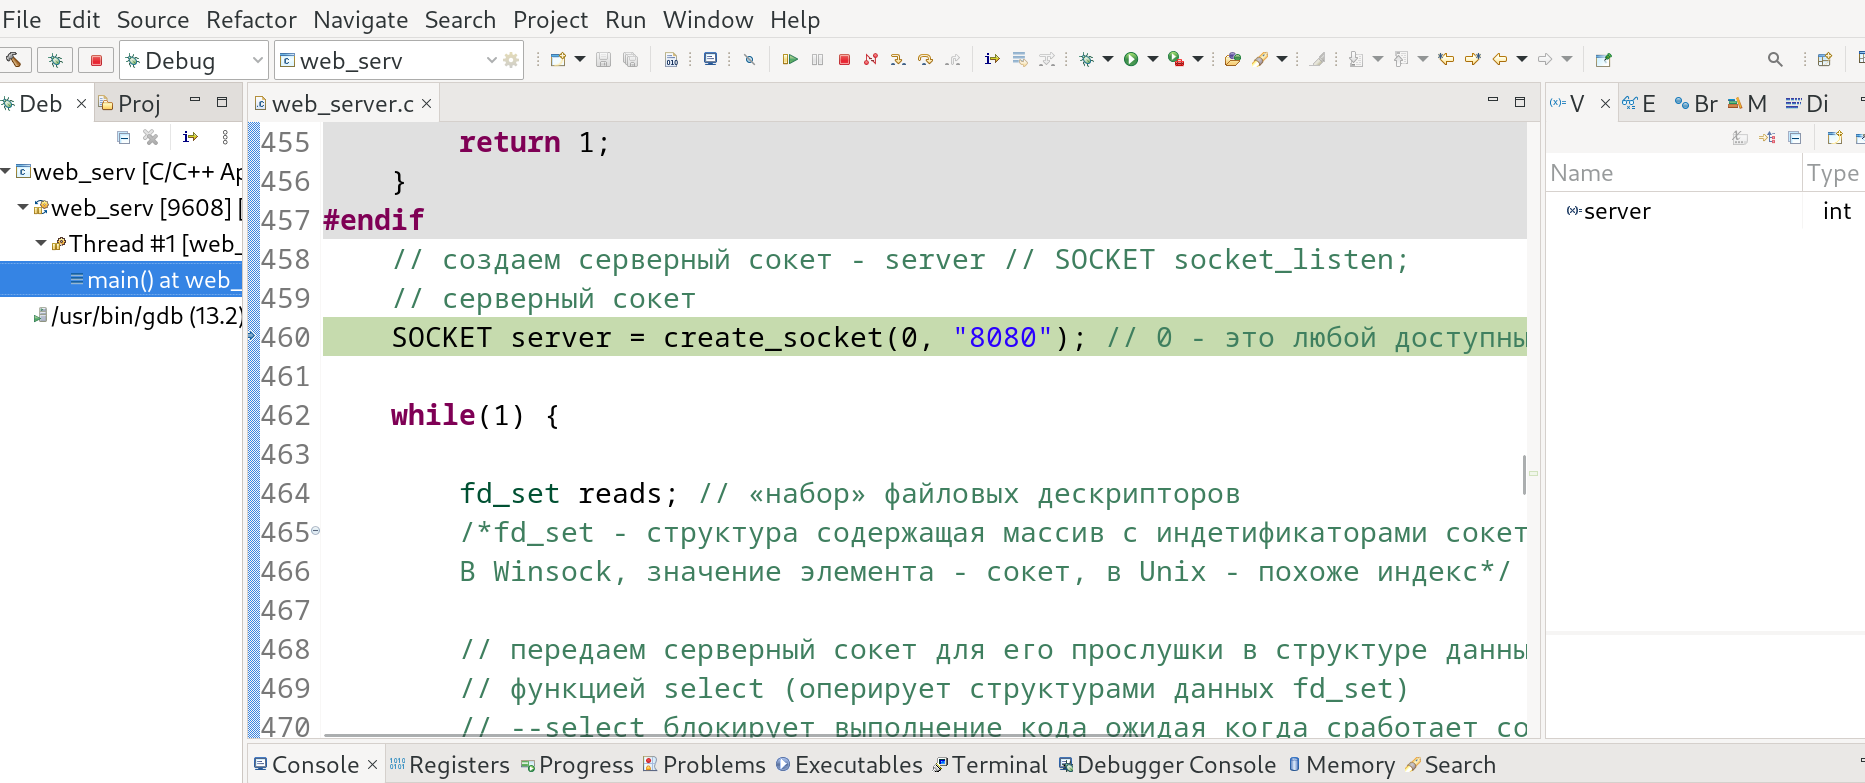 File Edit Source Refactor Navigate Search Project Run Window Help
Debug web_serv
Deb Proj
web_serv [C/C++ Ap
web_serv [9608] [
Thread #1 [web_
main() at web_
/usr/bin/gdb (13.2)
web_server.c
455 return 1;
456 }
457 #endif
458 // создаем серверный сокет - server // SOCKET socket_listen;
459 // серверный сокет
460 SOCKET server = create_socket(0, "8080"); // 0 - это любой доступны
461
462 while(1) {
463
464 fd_set reads; // «набор» файловых дескрипторов
465 /*fd_set - структура содержащая массив с индетификаторами сокет
466 В Winsock, значение элемента - сокет, в Unix - похоже индекс*/
467
468 // передаем серверный сокет для его прослушки в структуре данны
469 // функцией select (оперирует структурами данных fd_set)
470 // --select блокирует выполнение кода ожидая когда сработает со
(x)= V E Br M Di
Name Type
(x)= server int
Console Registers Progress Problems Executables Terminal Debugger Console Memory Search